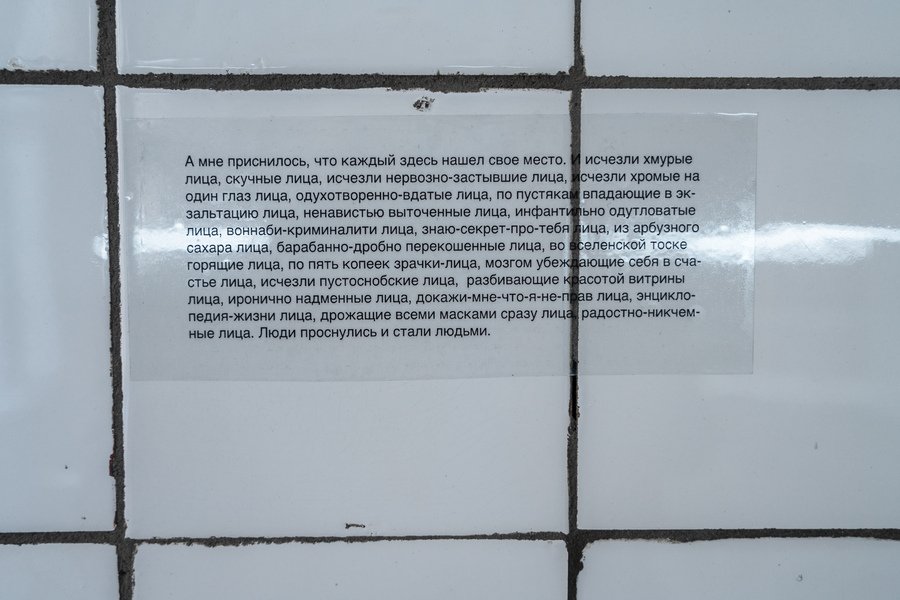 А мне приснилось, что каждый здесь нашел свое место. И исчезли хмурые
лица, скучные лица, исчезли нервозно-застывшие лица, исчезли хромые на
один глаз лица, одухотворенно-вдатые лица, по пустякам впадающие в эк-
зальтацию лица, ненавистью выточенные лица, инфантильно одутловатые
лица, воннаби-криминалити лица, знаю-секрет-про-тебя лица, из арбузного
сахара лица, барабанно-дробно перекошенные лица, во вселенской тоске
горящие лица, по пять копеек зрачки-лица, мозгом убеждающие себя в сча-
стье лица, исчезли пустоснобские лица, разбивающие красотой витрины
лица, иронично надменные лица, докажи-мне-что-я-не-прав лица, энцикло-
педия-жизни лица, дрожащие всеми масками сразу лица, радостно-никчем-
ные лица. Люди проснулись и стали людьми.